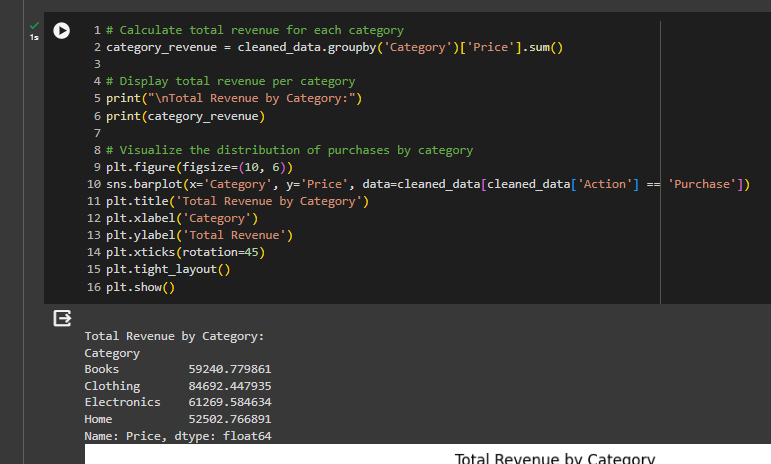 1s
1 # Calculate total revenue for each category
2 category_revenue = cleaned_data.groupby('Category')['Price'].sum()
3
4 # Display total revenue per category
5 print("\nTotal Revenue by Category:")
6 print(category_revenue)
7
8 # Visualize the distribution of purchases by category
9 plt.figure(figsize=(10, 6))
10 sns.barplot(x='Category', y='Price', data=cleaned_data[cleaned_data['Action'] == 'Purchase'])
11 plt.title('Total Revenue by Category')
12 plt.xlabel('Category')
13 plt.ylabel('Total Revenue')
14 plt.xticks(rotation=45)
15 plt.tight_layout()
16 plt.show()
Total Revenue by Category:
Category
Books 59240.779861
Clothing 84692.447935
Electronics 61269.584634
Home 52502.766891
Name: Price, dtype: float64
Total Revenue by Category